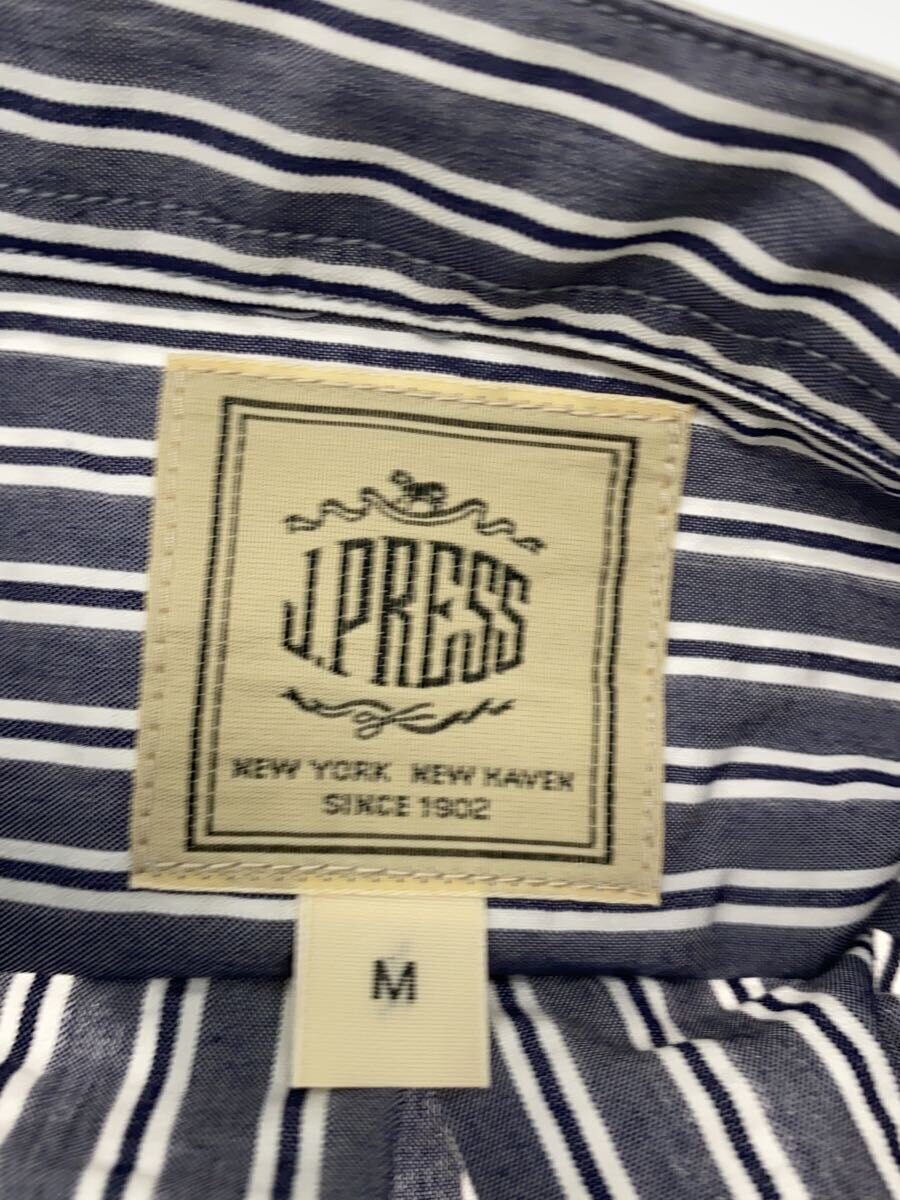 J.PRESS
NEW YORK NEW HAVEN
SINCE 1902
M